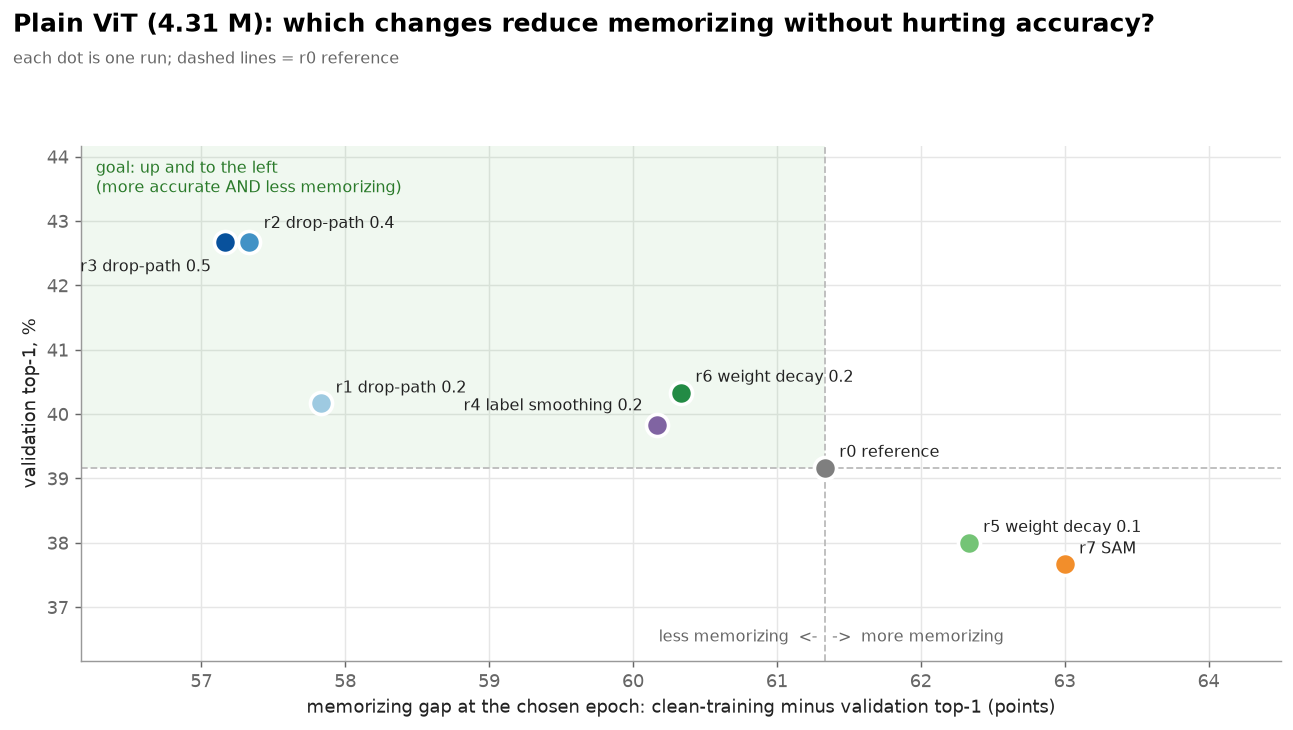 Plain ViT (4.31 M): which changes reduce memorizing without hurting accuracy?
each dot is one run; dashed lines = r0 reference
goal: up and to the left
(more accurate AND less memorizing)
r2 drop-path 0.4
r3 drop-path 0.5
r1 drop-path 0.2
r6 weight decay 0.2
r4 label smoothing 0.2
r0 reference
r5 weight decay 0.1
r7 SAM
less memorizing <- -> more memorizing
validation top-1, %
44
43
42
41
40
39
38
37
57 58 59 60 61 62 63 64
memorizing gap at the chosen epoch: clean-training minus validation top-1 (points)